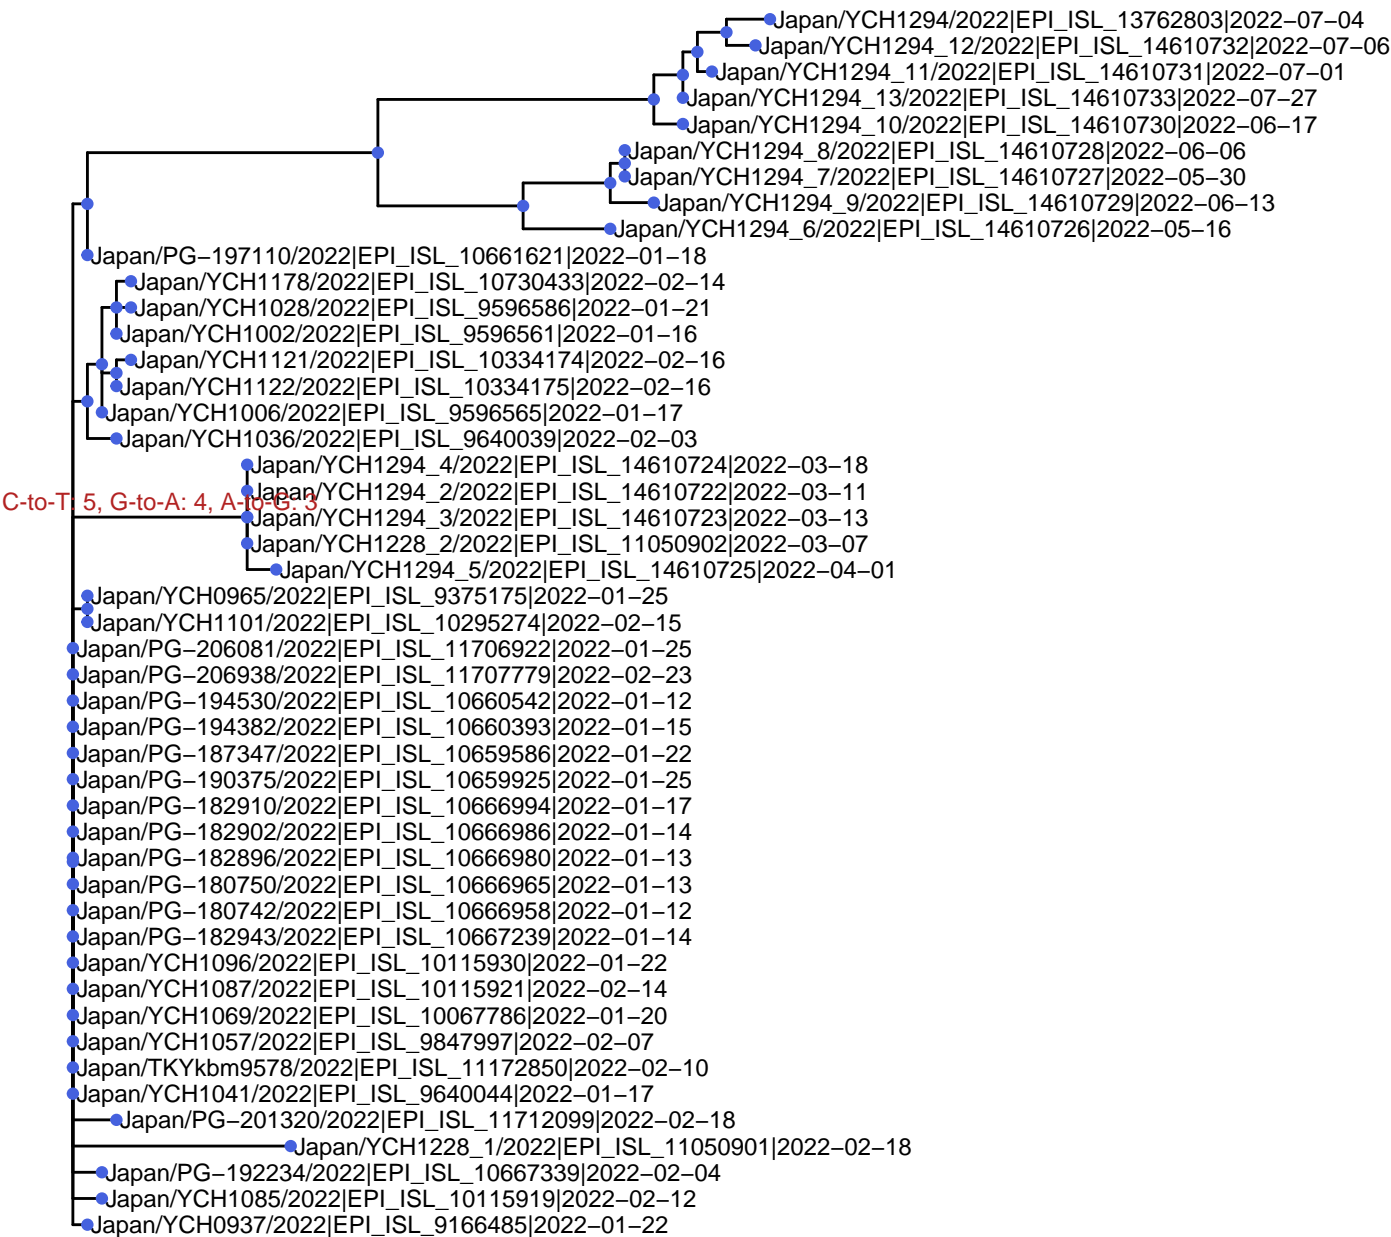 Japan/YCH1294/2022|EPI_ISL_13762803|2022−07−04
Japan/YCH1294_12/2022|EPI_ISL_14610732|2022−07−06
Japan/YCH1294_11/2022|EPI_ISL_14610731|2022−07−01
Japan/YCH1294_13/2022|EPI_ISL_14610733|2022−07−27
Japan/YCH1294_10/2022|EPI_ISL_14610730|2022−06−17
Japan/YCH1294_8/2022|EPI_ISL_14610728|2022−06−06
Japan/YCH1294_7/2022|EPI_ISL_14610727|2022−05−30
Japan/YCH1294_9/2022|EPI_ISL_14610729|2022−06−13
Japan/YCH1294_6/2022|EPI_ISL_14610726|2022−05−16
Japan/PG−197110/2022|EPI_ISL_10661621|2022−01−18
Japan/YCH1178/2022|EPI_ISL_10730433|2022−02−14
Japan/YCH1028/2022|EPI_ISL_9596586|2022−01−21
Japan/YCH1002/2022|EPI_ISL_9596561|2022−01−16
Japan/YCH1121/2022|EPI_ISL_10334174|2022−02−16
Japan/YCH1122/2022|EPI_ISL_10334175|2022−02−16
Japan/YCH1006/2022|EPI_ISL_9596565|2022−01−17
Japan/YCH1036/2022|EPI_ISL_9640039|2022−02−03
Japan/YCH1294_4/2022|EPI_ISL_14610724|2022−03−18
Japan/YCH1294_2/2022|EPI_ISL_14610722|2022−03−11
C-to-T: 5, G-to-A: 4, A-to-G: 3
Japan/YCH1294_3/2022|EPI_ISL_14610723|2022−03−13
Japan/YCH1228_2/2022|EPI_ISL_11050902|2022−03−07
Japan/YCH1294_5/2022|EPI_ISL_14610725|2022−04−01
Japan/YCH0965/2022|EPI_ISL_9375175|2022−01−25
Japan/YCH1101/2022|EPI_ISL_10295274|2022−02−15
Japan/PG−206081/2022|EPI_ISL_11706922|2022−01−25
Japan/PG−206938/2022|EPI_ISL_11707779|2022−02−23
Japan/PG−194530/2022|EPI_ISL_10660542|2022−01−12
Japan/PG−194382/2022|EPI_ISL_10660393|2022−01−15
Japan/PG−187347/2022|EPI_ISL_10659586|2022−01−22
Japan/PG−190375/2022|EPI_ISL_10659925|2022−01−25
Japan/PG−182910/2022|EPI_ISL_10666994|2022−01−17
Japan/PG−182902/2022|EPI_ISL_10666986|2022−01−14
Japan/PG−182896/2022|EPI_ISL_10666980|2022−01−13
Japan/PG−180750/2022|EPI_ISL_10666965|2022−01−13
Japan/PG−180742/2022|EPI_ISL_10666958|2022−01−12
Japan/PG−182943/2022|EPI_ISL_10667239|2022−01−14
Japan/YCH1096/2022|EPI_ISL_10115930|2022−01−22
Japan/YCH1087/2022|EPI_ISL_10115921|2022−02−14
Japan/YCH1069/2022|EPI_ISL_10067786|2022−01−20
Japan/YCH1057/2022|EPI_ISL_9847997|2022−02−07
Japan/TKYkbm9578/2022|EPI_ISL_11172850|2022−02−10
Japan/YCH1041/2022|EPI_ISL_9640044|2022−01−17
Japan/PG−201320/2022|EPI_ISL_11712099|2022−02−18
Japan/YCH1228_1/2022|EPI_ISL_11050901|2022−02−18
Japan/PG−192234/2022|EPI_ISL_10667339|2022−02−04
Japan/YCH1085/2022|EPI_ISL_10115919|2022−02−12
Japan/YCH0937/2022|EPI_ISL_9166485|2022−01−22